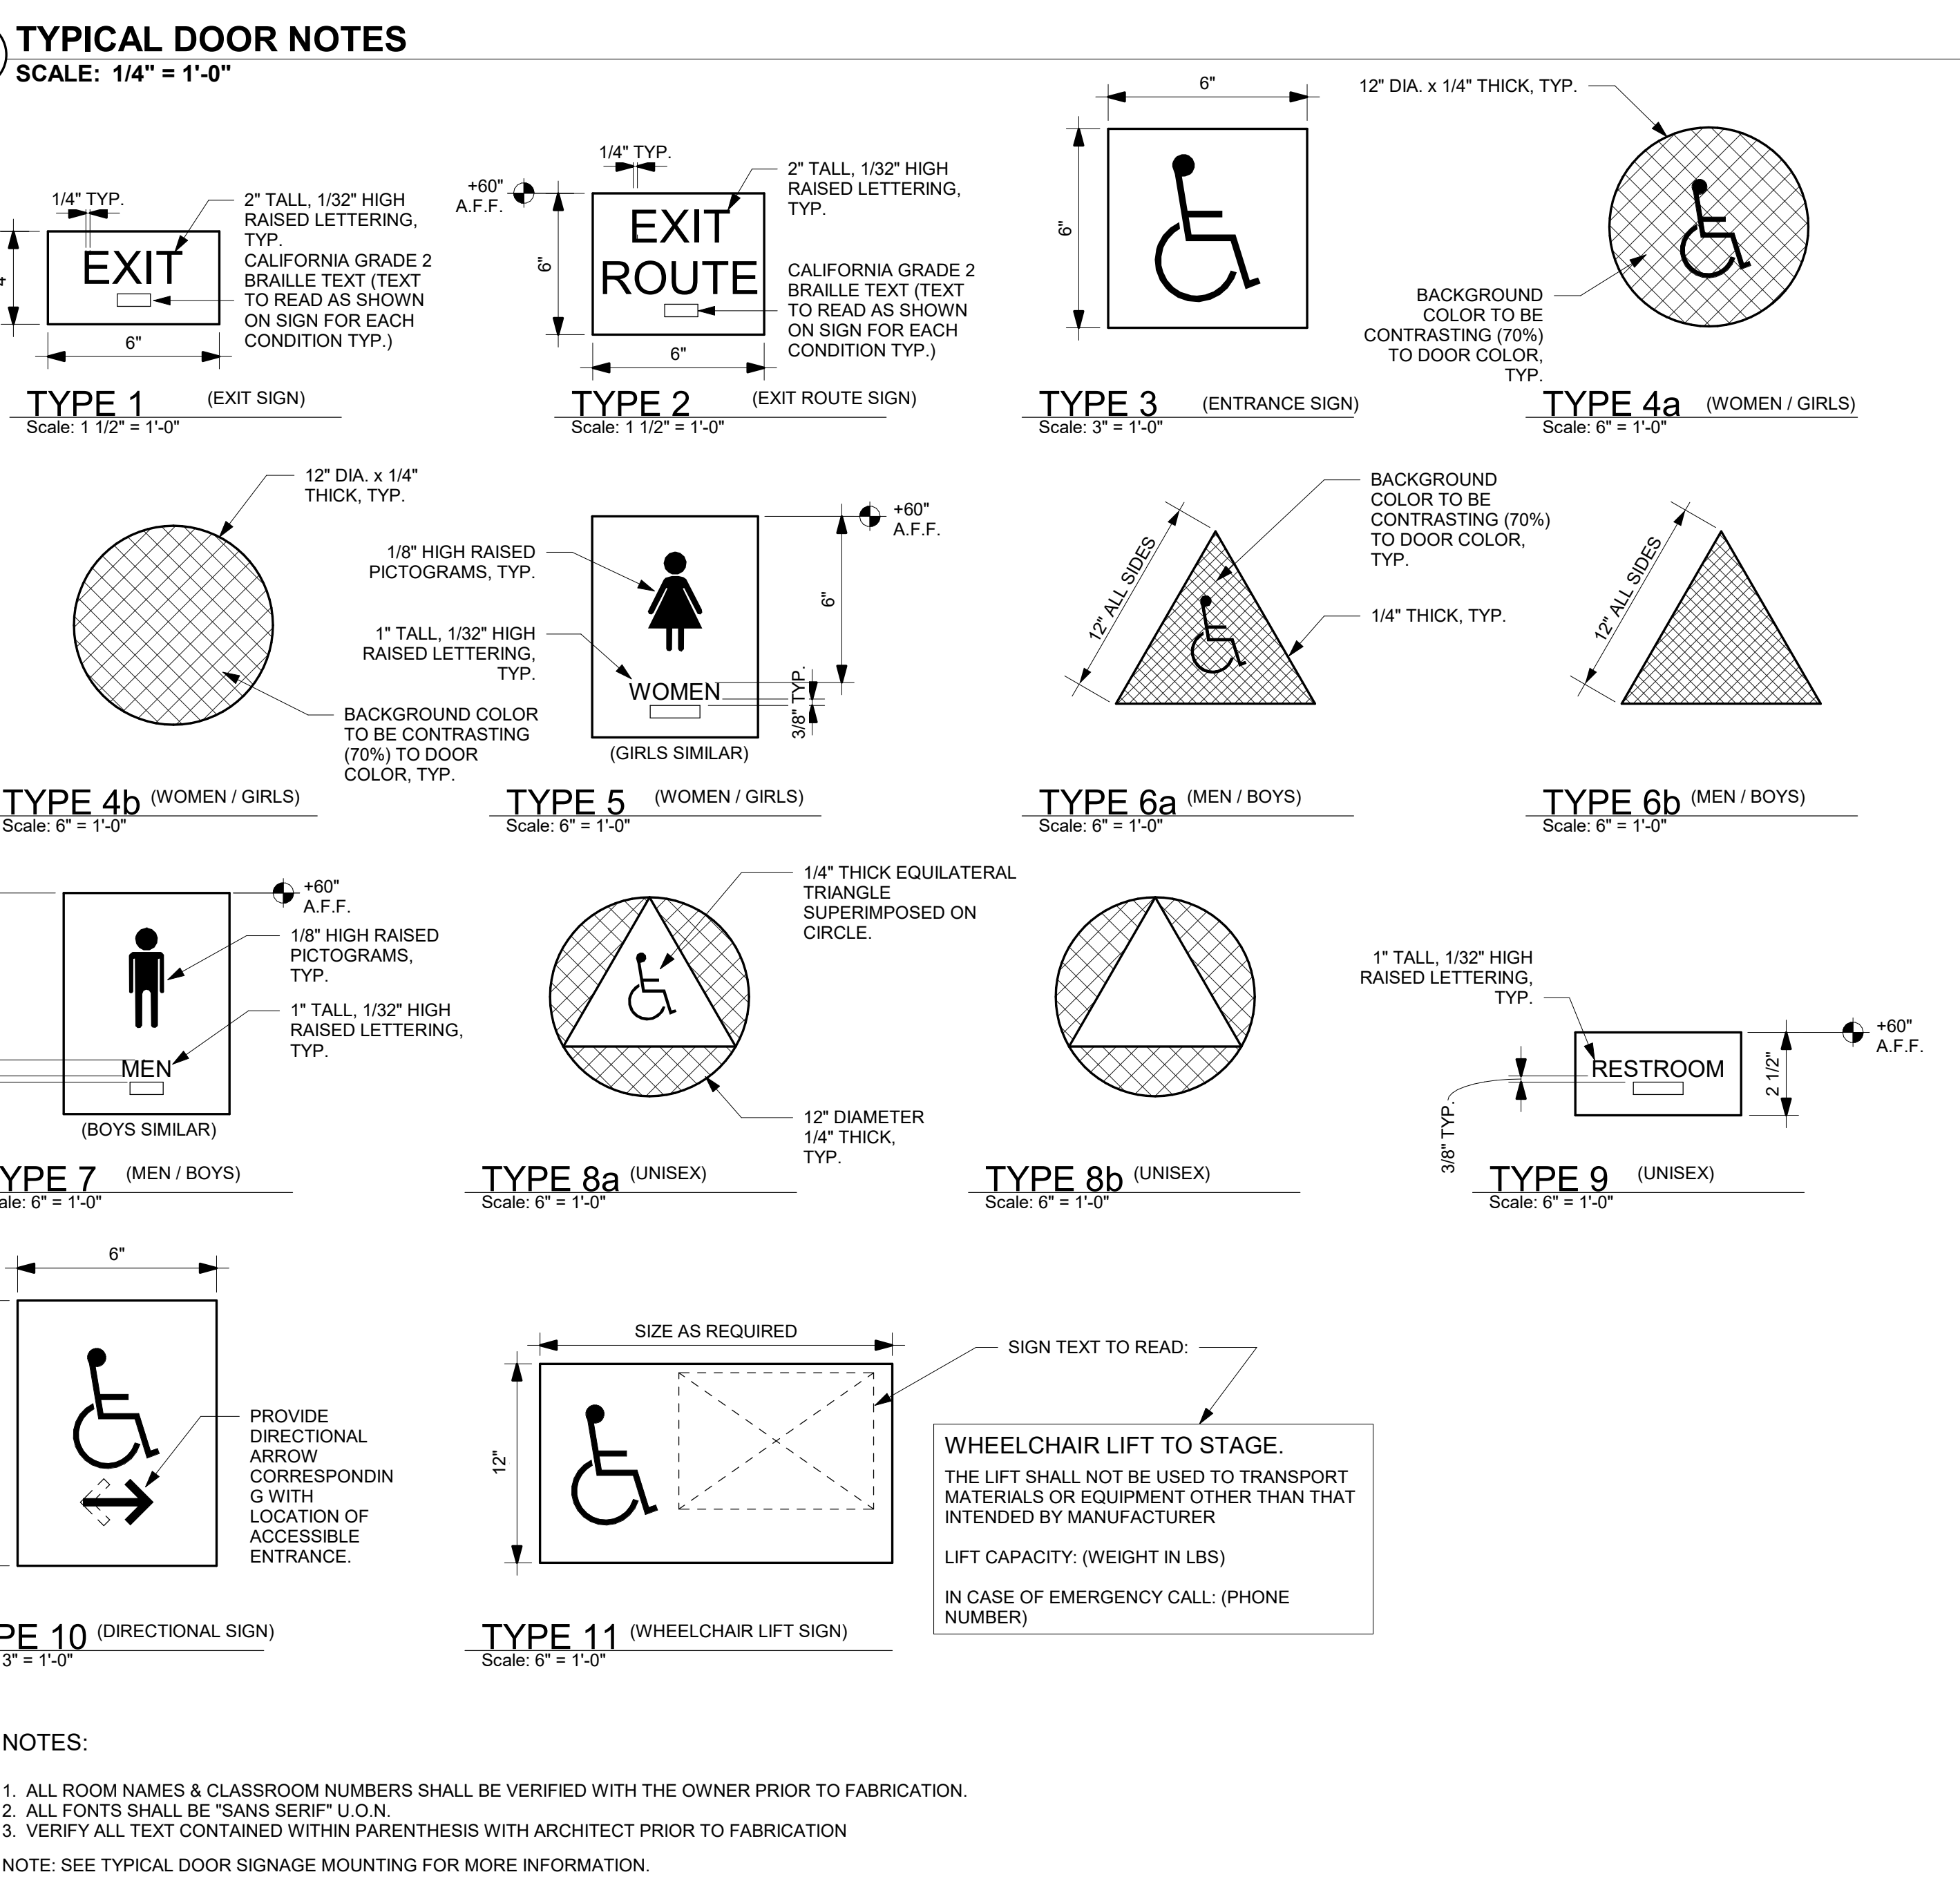 TYPICAL DOOR NOTES
SCALE: 1/4" = 1'-0"
1/4" TYP.
2" TALL, 1/32" HIGH
RAISED LETTERING,
TYP.
CALIFORNIA GRADE 2
BRAILLE TEXT (TEXT
TO READ AS SHOWN
ON SIGN FOR EACH
CONDITION TYP.)
EXIT
6"
TYPE 1 (EXIT SIGN)
Scale: 1 1/2" = 1'-0"
1/4" TYP.
+60"
A.F.F.
2" TALL, 1/32" HIGH
RAISED LETTERING,
TYP.
EXIT
ROUTE
6"
CALIFORNIA GRADE 2
BRAILLE TEXT (TEXT
TO READ AS SHOWN
ON SIGN FOR EACH
CONDITION TYP.)
6"
TYPE 2 (EXIT ROUTE SIGN)
Scale: 1 1/2" = 1'-0"
6"
6"
TYPE 3 (ENTRANCE SIGN)
Scale: 3" = 1'-0"
12" DIA. x 1/4" THICK, TYP.
BACKGROUND
COLOR TO BE
CONTRASTING (70%)
TO DOOR COLOR,
TYP.
TYPE 4a (WOMEN / GIRLS)
Scale: 6" = 1'-0"
12" DIA. x 1/4"
THICK, TYP.
BACKGROUND COLOR
TO BE CONTRASTING
(70%) TO DOOR
COLOR, TYP.
TYPE 4b (WOMEN / GIRLS)
Scale: 6" = 1'-0"
+60"
A.F.F.
1/8" HIGH RAISED
PICTOGRAMS, TYP.
6"
1" TALL, 1/32" HIGH
RAISED LETTERING,
TYP.
WOMEN
3/8" TYP.
(GIRLS SIMILAR)
TYPE 5 (WOMEN / GIRLS)
Scale: 6" = 1'-0"
BACKGROUND
COLOR TO BE
CONTRASTING (70%)
TO DOOR COLOR,
TYP.
12" ALL SIDES
1/4" THICK, TYP.
TYPE 6a (MEN / BOYS)
Scale: 6" = 1'-0"
12" ALL SIDES
TYPE 6b (MEN / BOYS)
Scale: 6" = 1'-0"
+60"
A.F.F.
1/8" HIGH RAISED
PICTOGRAMS,
TYP.
1" TALL, 1/32" HIGH
RAISED LETTERING,
TYP.
MEN
(BOYS SIMILAR)
YPE 7 (MEN / BOYS)
ale: 6" = 1'-0"
1/4" THICK EQUILATERAL
TRIANGLE
SUPERIMPOSED ON
CIRCLE.
12" DIAMETER
1/4" THICK,
TYP.
TYPE 8a (UNISEX)
Scale: 6" = 1'-0"
TYPE 8b (UNISEX)
Scale: 6" = 1'-0"
1" TALL, 1/32" HIGH
RAISED LETTERING,
TYP.
+60"
A.F.F.
RESTROOM
2 1/2"
3/8" TYP.
TYPE 9 (UNISEX)
Scale: 6" = 1'-0"
6"
PROVIDE
DIRECTIONAL
ARROW
CORRESPONDIN
G WITH
LOCATION OF
ACCESSIBLE
ENTRANCE.
PE 10 (DIRECTIONAL SIGN)
3" = 1'-0"
SIZE AS REQUIRED
12"
SIGN TEXT TO READ:
WHEELCHAIR LIFT TO STAGE.
THE LIFT SHALL NOT BE USED TO TRANSPORT
MATERIALS OR EQUIPMENT OTHER THAN THAT
INTENDED BY MANUFACTURER
LIFT CAPACITY: (WEIGHT IN LBS)
IN CASE OF EMERGENCY CALL: (PHONE
NUMBER)
TYPE 11 (WHEELCHAIR LIFT SIGN)
Scale: 6" = 1'-0"
NOTES:
1. ALL ROOM NAMES & CLASSROOM NUMBERS SHALL BE VERIFIED WITH THE OWNER PRIOR TO FABRICATION.
2. ALL FONTS SHALL BE "SANS SERIF" U.O.N.
3. VERIFY ALL TEXT CONTAINED WITHIN PARENTHESIS WITH ARCHITECT PRIOR TO FABRICATION
NOTE: SEE TYPICAL DOOR SIGNAGE MOUNTING FOR MORE INFORMATION.